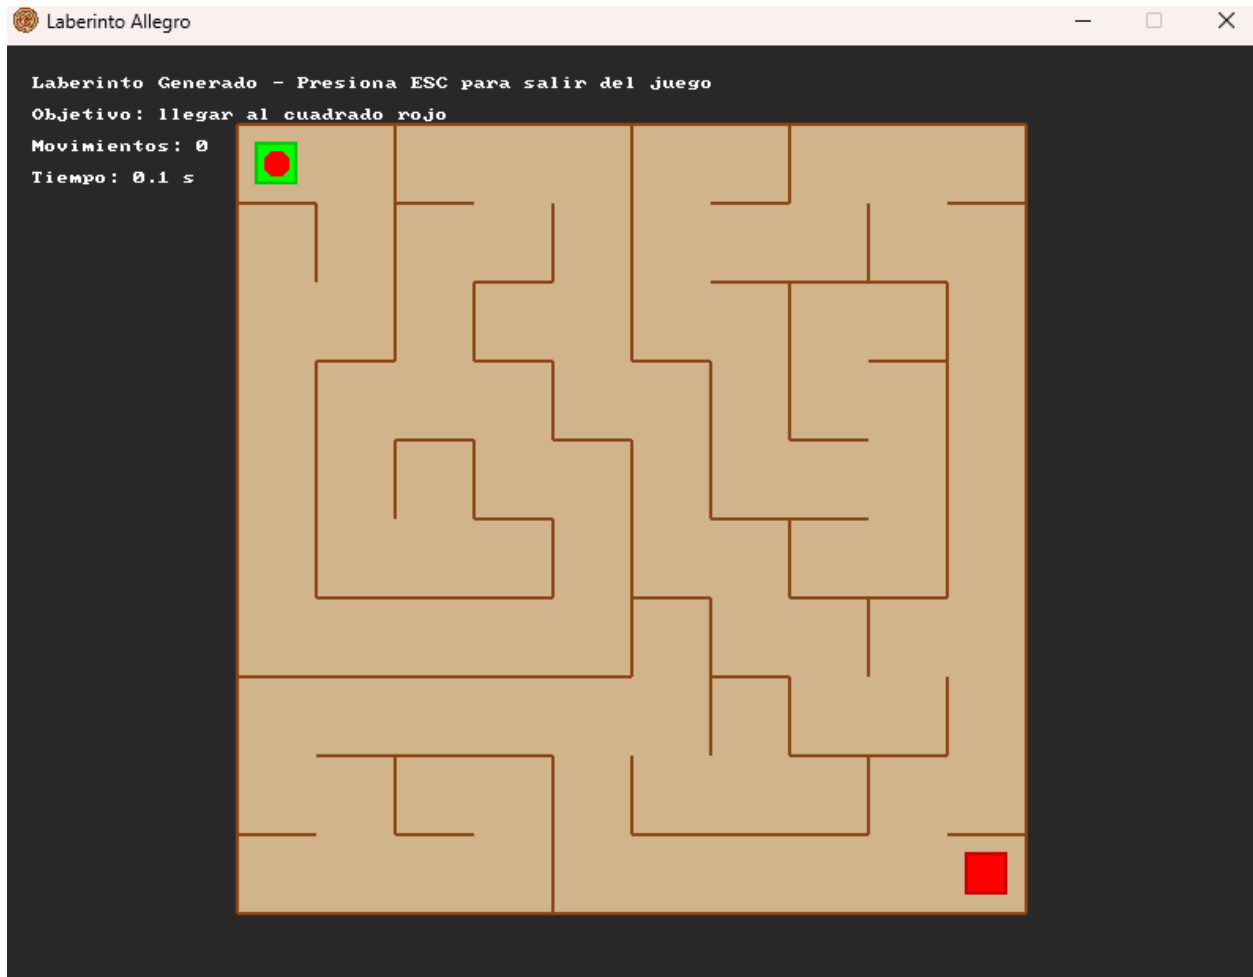 Laberinto Allegro
Laberinto Generado - Presiona ESC para salir del juego
Objetivo: llegar al cuadrado rojo
Movimientos: 0
Tiempo: 0.1 s